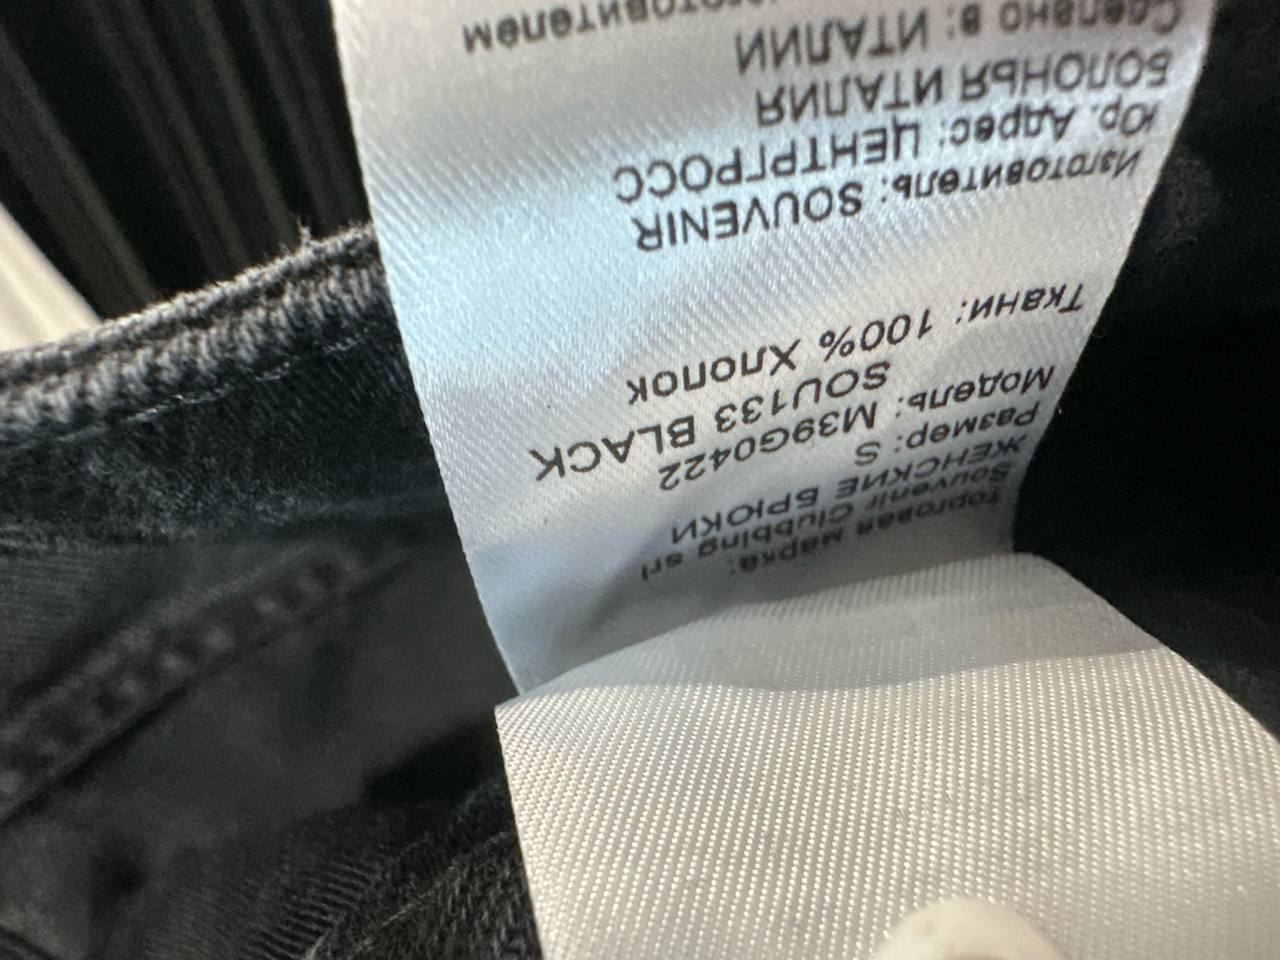 Торговая марка:
Souvenir Clubbing srl
ЖЕНСКИЕ БРЮКИ
Размер: S
Модель: M39G0422
SOU133 BLACK
Ткани: 100% Хлопок
Изготовитель: SOUVENIR
Юр. Адрес: ЦЕНТРГРОСС
БОЛОНЬЯ ИТАЛИЯ
Сделано в: ИТАЛИИ
изготовителем